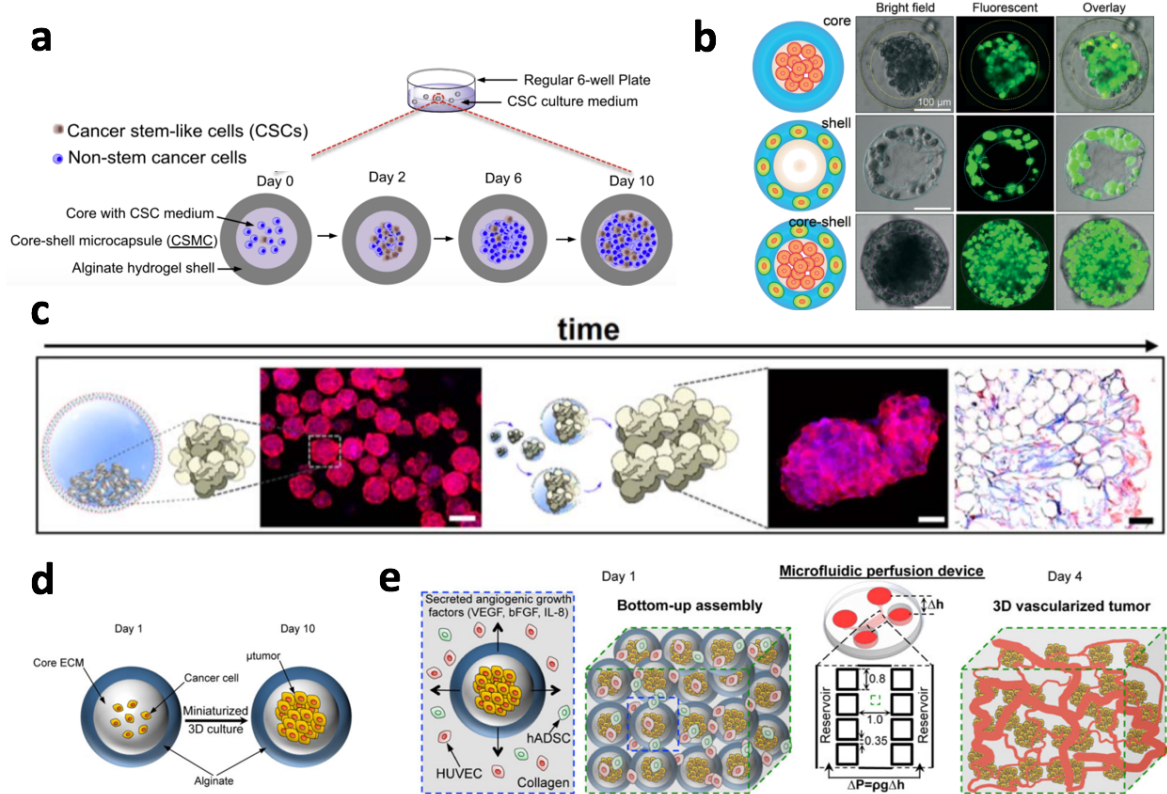 a
Regular 6-well Plate
CSC culture medium
Cancer stem-like cells (CSCs)
Non-stem cancer cells
Day 0
Day 2
Day 6
Day 10
Core with CSC medium
Core-shell microcapsule (CSMC)
Alginate hydrogel shell
b
Bright field
Fluorescent
Overlay
core
100 μm
shell
core-shell
c
time
d
Day 1
Day 10
Core ECM
μtumor
Cancer cell
Miniaturized
3D culture
Alginate
e
Secreted angiogenic growth
factors (VEGF, bFGF, IL-8)
hADSC
HUVEC
Collagen
Day 1
Bottom-up assembly
Microfluidic perfusion device
Δh
0.8
1.0
0.35
Reservoir
Reservoir
ΔP=ρgΔh
Day 4
3D vascularized tumor